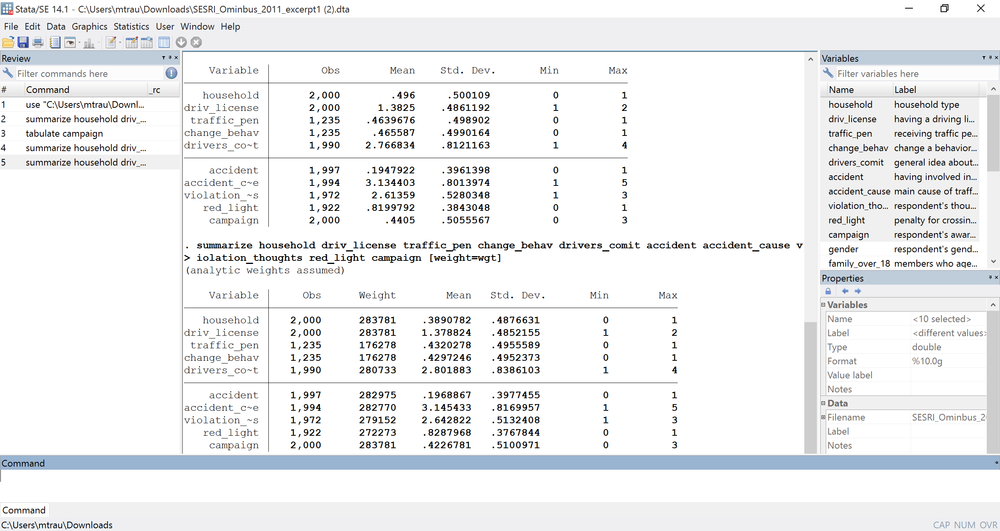 Stata/SE 14.1 - C:\Users\mtrau\Downloads\SESRI_Ominbus_2011_excerpt1 (2).dta
File Edit Data Graphics Statistics User Window Help
Review
Filter commands here
# Command _rc
1 use "C:\Users\mtrau\Downl...
2 summarize household driv_...
3 tabulate campaign
4 summarize household driv_...
5 summarize household driv_...
Variable Obs Mean Std. Dev. Min Max
household 2,000 .496 .500109 0 1
driv_license 2,000 1.3825 .4861192 1 2
traffic_pen 1,235 .4639676 .498902 0 1
change_behav 1,235 .465587 .4990164 0 1
drivers_co~t 1,990 2.766834 .8121163 1 4
accident 1,997 .1947922 .3961398 0 1
accident_c~e 1,994 3.134403 .8013974 1 5
violation_~s 1,972 2.61359 .5280348 1 3
red_light 1,922 .8199792 .3843048 0 1
campaign 2,000 .4405 .5055567 0 3
. summarize household driv_license traffic_pen change_behav drivers_comit accident accident_cause v
> iolation_thoughts red_light campaign [weight=wgt]
(analytic weights assumed)
Variable Obs Weight Mean Std. Dev. Min Max
household 2,000 283781 .3890782 .4876631 0 1
driv_license 2,000 283781 1.378824 .4852155 1 2
traffic_pen 1,235 176278 .4320278 .4955589 0 1
change_behav 1,235 176278 .4297246 .4952373 0 1
drivers_co~t 1,990 280733 2.801883 .8386103 1 4
accident 1,997 282975 .1968867 .3977455 0 1
accident_c~e 1,994 282770 3.145433 .8169957 1 5
violation_~s 1,972 279152 2.642822 .5132408 1 3
red_light 1,922 272273 .8287968 .3767844 0 1
campaign 2,000 283781 .4226781 .5100971 0 3
Variables
Filter variables here
Name Label
household household type
driv_license having a driving li...
traffic_pen receiving traffic pe...
change_behav change a behavior...
drivers_comit general idea about...
accident having involved in...
accident_cause main cause of traff...
violation_tho... respondent's thou...
red_light penalty for crossin...
campaign respondent's awar...
gender respondent's gend...
family_over_18 members who age...
Properties
Variables
Name <10 selected>
Label <different values>
Type double
Format %10.0g
Value label
Notes
Data
Filename SESRI_Ominbus_2
Label
Notes
Command
Command
C:\Users\mtrau\Downloads
CAP NUM OVR